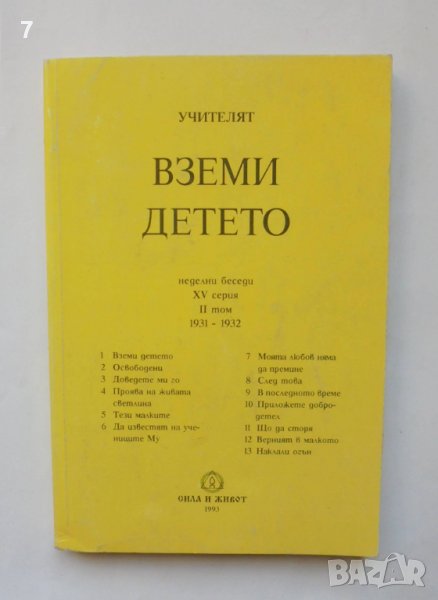 7
УЧИТЕЛЯТ
ВЗЕМИ
ДЕТЕТО
неделни беседи
XV серия
II том
1931 - 1932
1 Вземи детето
2 Освободени
3 Доведете ми го
4 Проява на живата
светлина
5 Тези малките
6 Да известят на уче-
ниците Му
7 Моята любов няма
да премине
8 След това
9 В последното време
10 Приложете добро-
детел
11 Що да сторя
12 Верният в малкото
13 Наклали огън
СИЛА И ЖИВОТ
1993
BAZAR